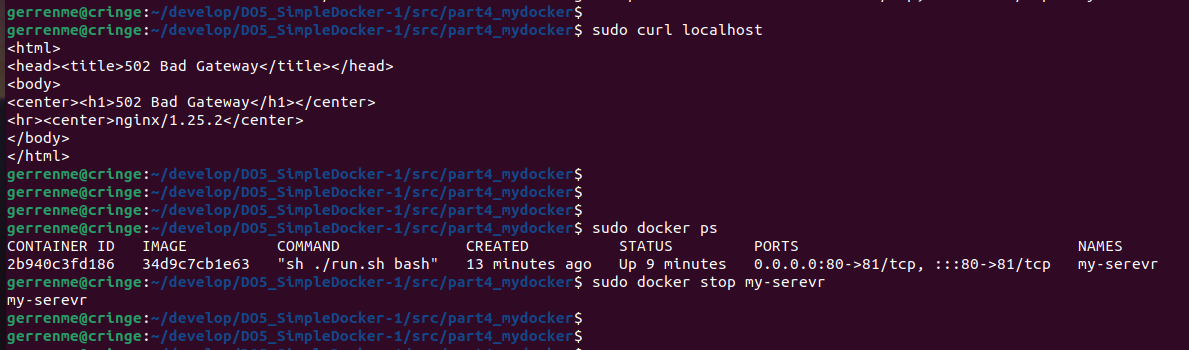 gerrenme@cringe:~/develop/DO5_SimpleDocker-1/src/part4_mydocker$
gerrenme@cringe:~/develop/DO5_SimpleDocker-1/src/part4_mydocker$ sudo curl localhost
<html>
<head><title>502 Bad Gateway</title></head>
<body>
<center><h1>502 Bad Gateway</h1></center>
<hr><center>nginx/1.25.2</center>
</body>
</html>
gerrenme@cringe:~/develop/DO5_SimpleDocker-1/src/part4_mydocker$
gerrenme@cringe:~/develop/DO5_SimpleDocker-1/src/part4_mydocker$
gerrenme@cringe:~/develop/DO5_SimpleDocker-1/src/part4_mydocker$
gerrenme@cringe:~/develop/DO5_SimpleDocker-1/src/part4_mydocker$ sudo docker ps
CONTAINER ID   IMAGE          COMMAND              CREATED          STATUS         PORTS                               NAMES
2b940c3fd186   34d9c7cb1e63   "sh ./run.sh bash"   13 minutes ago   Up 9 minutes   0.0.0.0:80->81/tcp, :::80->81/tcp   my-serevr
gerrenme@cringe:~/develop/DO5_SimpleDocker-1/src/part4_mydocker$ sudo docker stop my-serevr
my-serevr
gerrenme@cringe:~/develop/DO5_SimpleDocker-1/src/part4_mydocker$
gerrenme@cringe:~/develop/DO5_SimpleDocker-1/src/part4_mydocker$